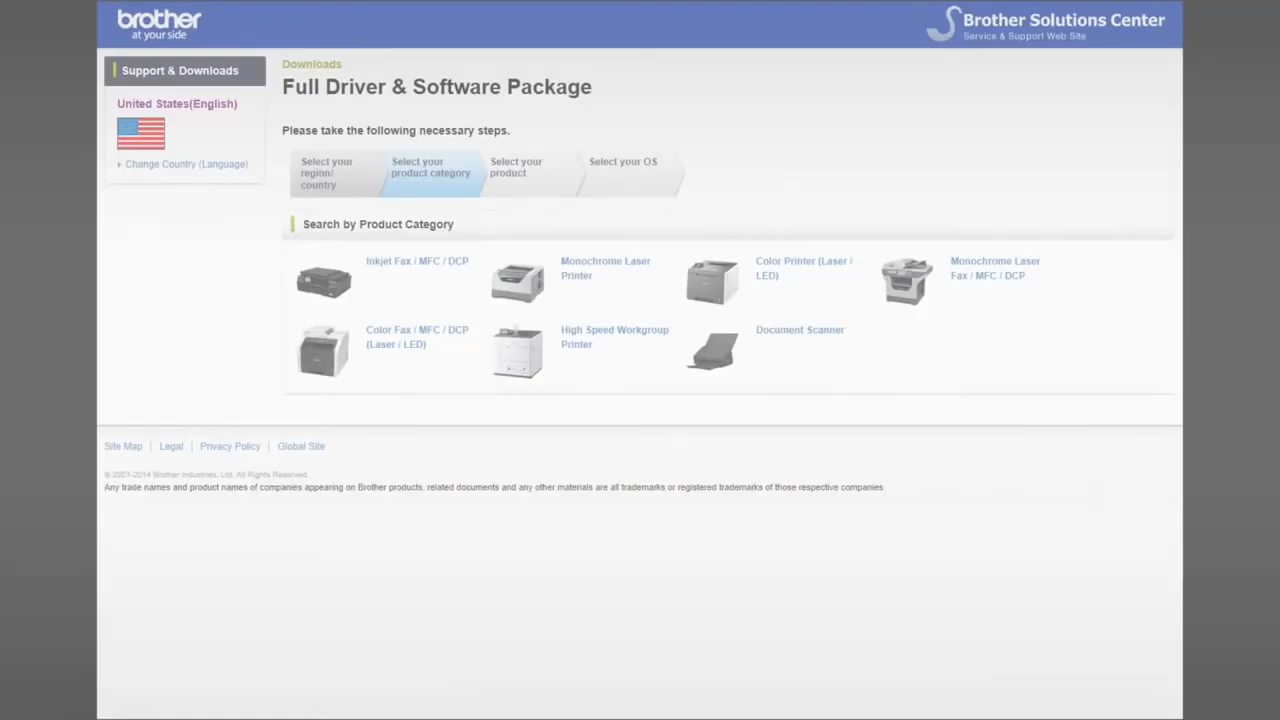 brother
at your side
Brother Solutions Center
Service & Support Web Site
Support & Downloads
United States(English)
Change Country (Language)
Downloads
Full Driver & Software Package
Please take the following necessary steps.
Select your
region/
country
Select your
product category
Select your
product
Select your OS
Search by Product Category
Inkjet Fax / MFC / DCP
Monochrome Laser
Printer
Color Printer (Laser /
LED)
Monochrome Laser
Fax / MFC / DCP
Color Fax / MFC / DCP
(Laser / LED)
High Speed Workgroup
Printer
Document Scanner
Site Map | Legal | Privacy Policy | Global Site
© 2001-2014 Brother Industries, Ltd. All Rights Reserved.
Any trade names and product names of companies appearing on Brother products, related documents and any other materials are all trademarks or registered trademarks of those respective companies.